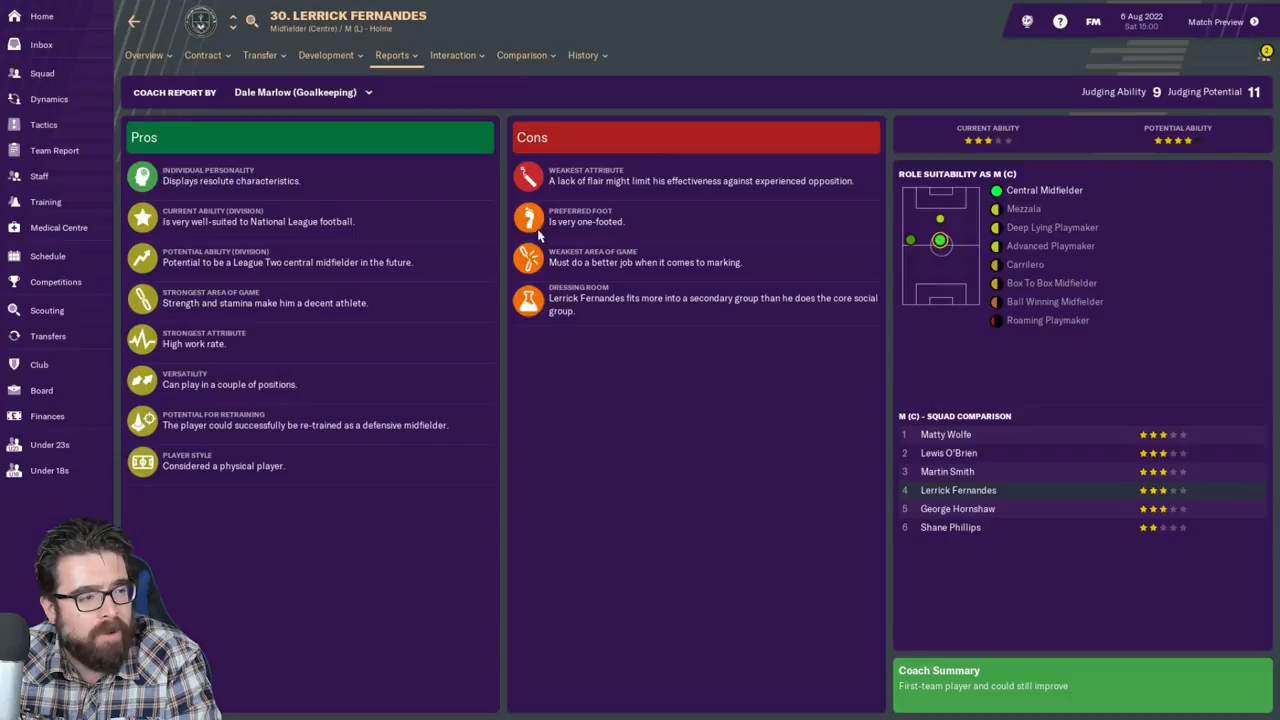 Home
Inbox
Squad
Dynamics
Tactics
Team Report
Staff
Training
Medical Centre
Schedule
Competitions
Scouting
Transfers
Club
Board
Finances
Under 23s
Under 18s
30. LERRICK FERNANDES
Midfielder (Centre) / M (L) - Holme
?
FM
6 Aug 2022
Sat 15:00
Match Preview
2
Overview
Contract
Transfer
Development
Reports
Interaction
Comparison
History
COACH REPORT BY
Dale Marlow (Goalkeeping)
Judging Ability 9
Judging Potential 11
Pros
INDIVIDUAL PERSONALITY
Displays resolute characteristics.
CURRENT ABILITY (DIVISION)
Is very well-suited to National League football.
POTENTIAL ABILITY (DIVISION)
Potential to be a League Two central midfielder in the future.
STRONGEST AREA OF GAME
Strength and stamina make him a decent athlete.
STRONGEST ATTRIBUTE
High work rate.
VERSATILITY
Can play in a couple of positions.
POTENTIAL FOR RETRAINING
The player could successfully be re-trained as a defensive midfielder.
PLAYER STYLE
Considered a physical player.
Cons
WEAKEST ATTRIBUTE
A lack of flair might limit his effectiveness against experienced opposition.
PREFERRED FOOT
Is very one-footed.
WEAKEST AREA OF GAME
Must do a better job when it comes to marking.
DRESSING ROOM
Lerrick Fernandes fits more into a secondary group than he does the core social
group.
CURRENT ABILITY
POTENTIAL ABILITY
ROLE SUITABILITY AS M (C)
Central Midfielder
Mezzala
Deep Lying Playmaker
Advanced Playmaker
Carrilero
Box To Box Midfielder
Ball Winning Midfielder
Roaming Playmaker
M (C) - SQUAD COMPARISON
1 Matty Wolfe
2 Lewis O'Brien
3 Martin Smith
4 Lerrick Fernandes
5 George Hornshaw
6 Shane Phillips
Coach Summary
First-team player and could still improve